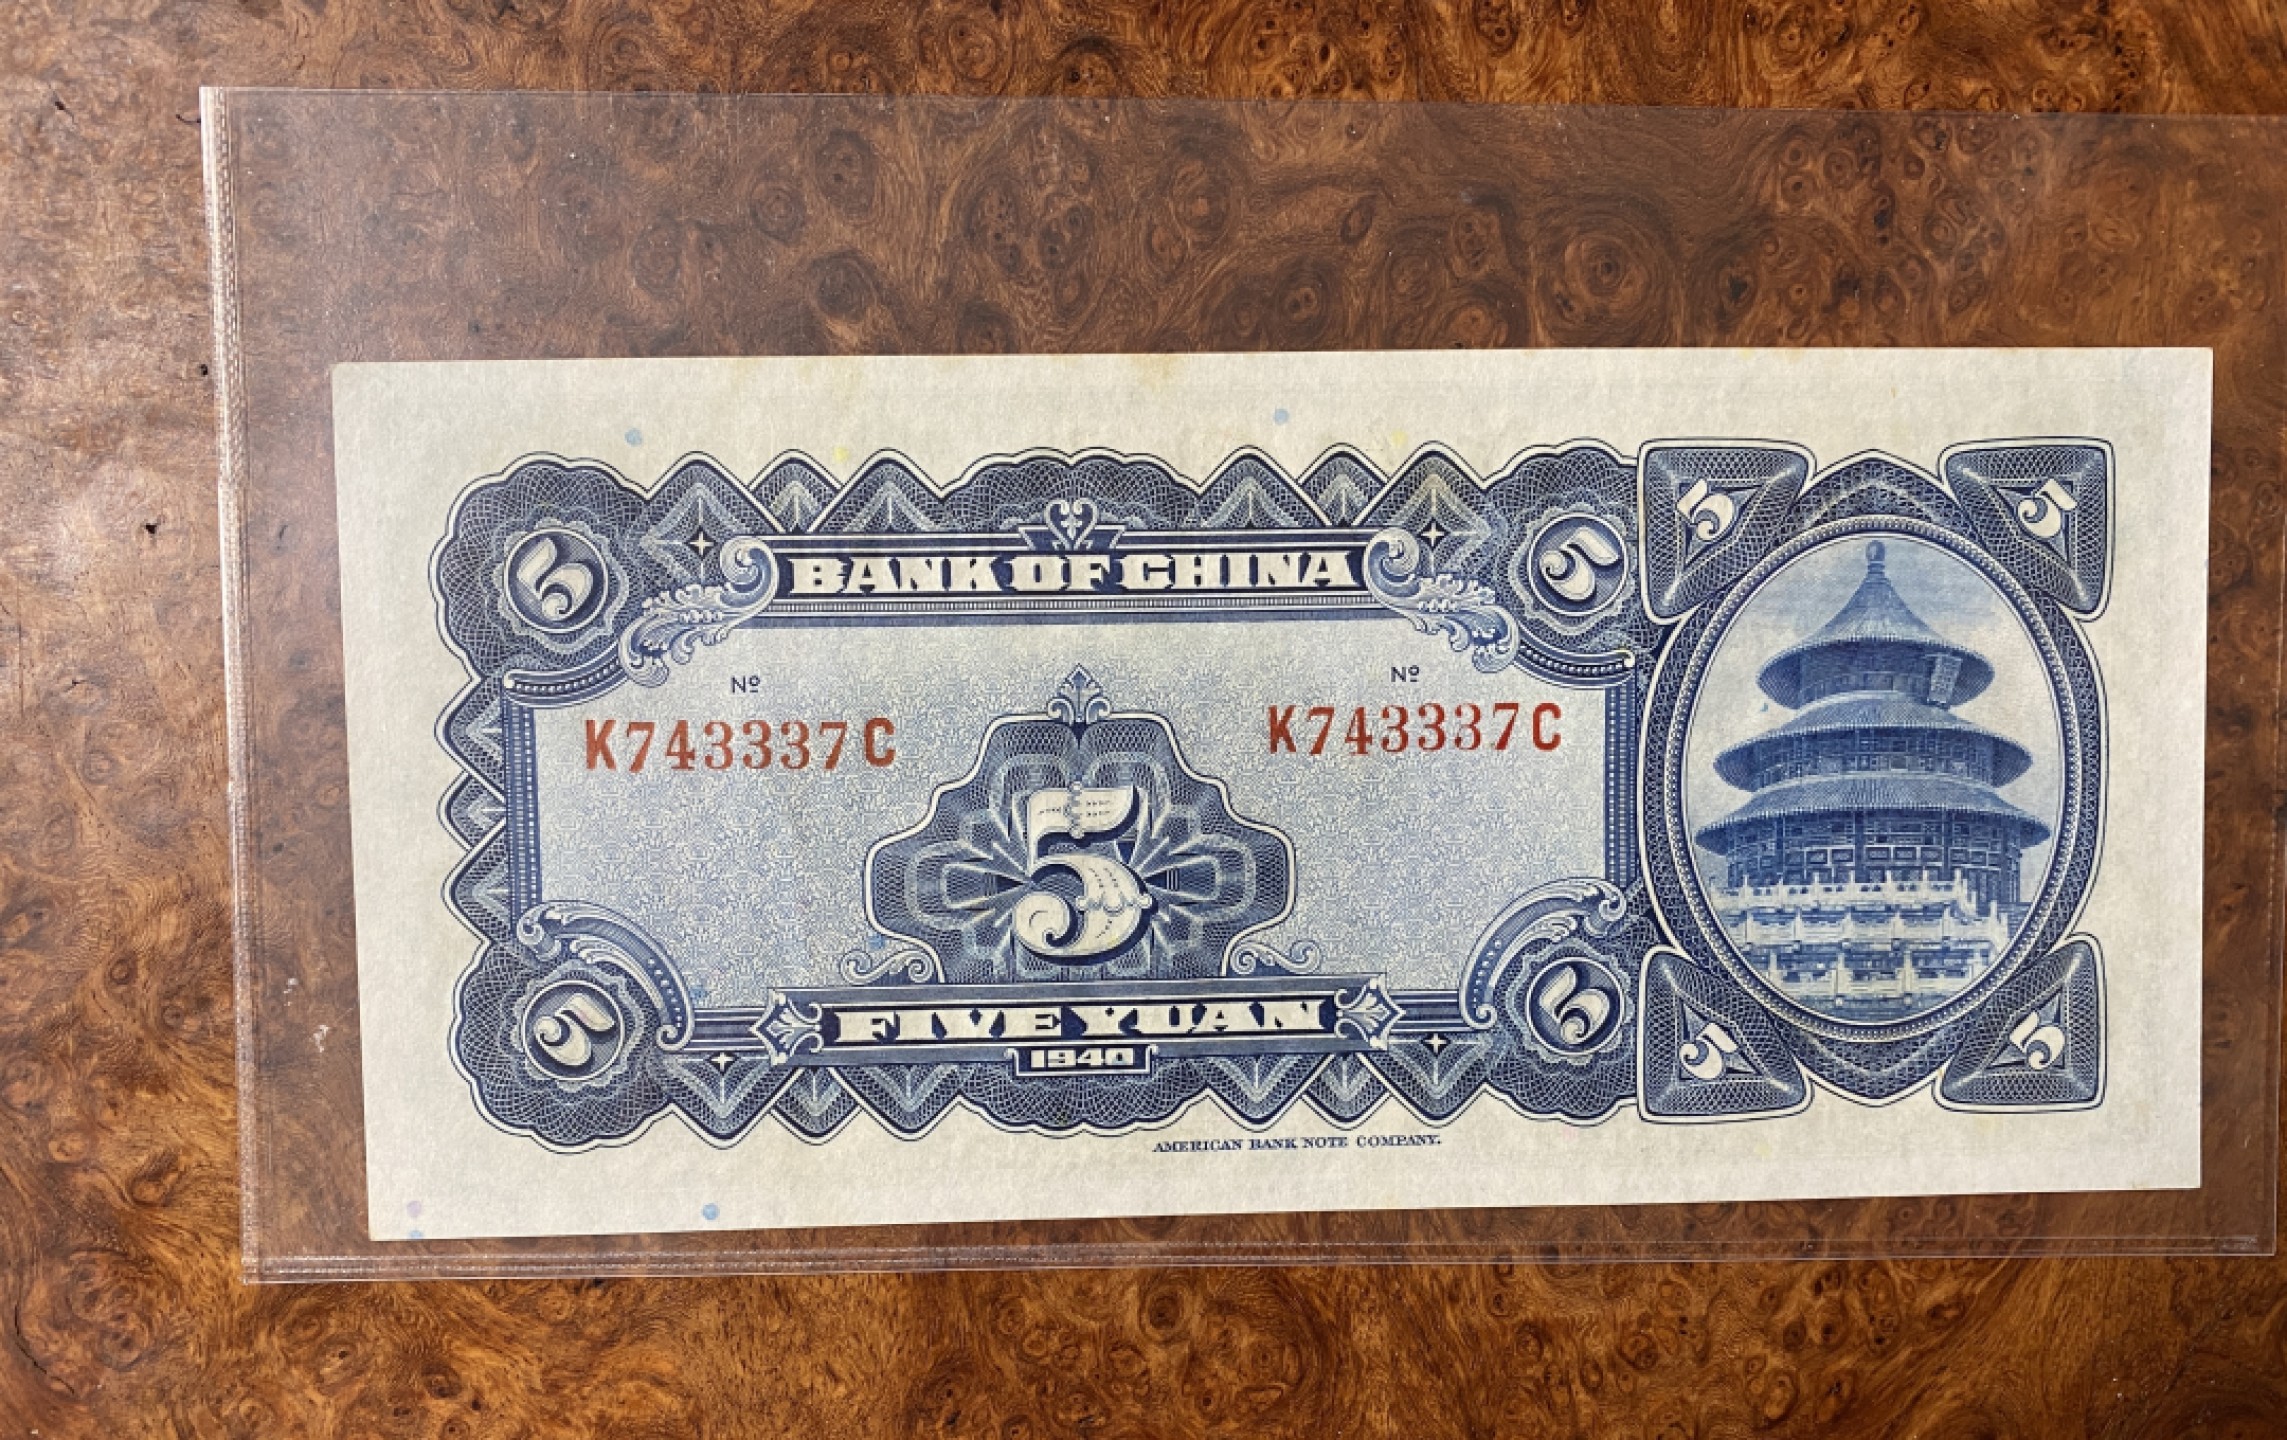 5 5 5 5
BANK OF CHINA
Nº Nº
K743337C K743337C
5
FIVE YUAN
1940
5 5 5 5
AMERICAN BANK NOTE COMPANY.